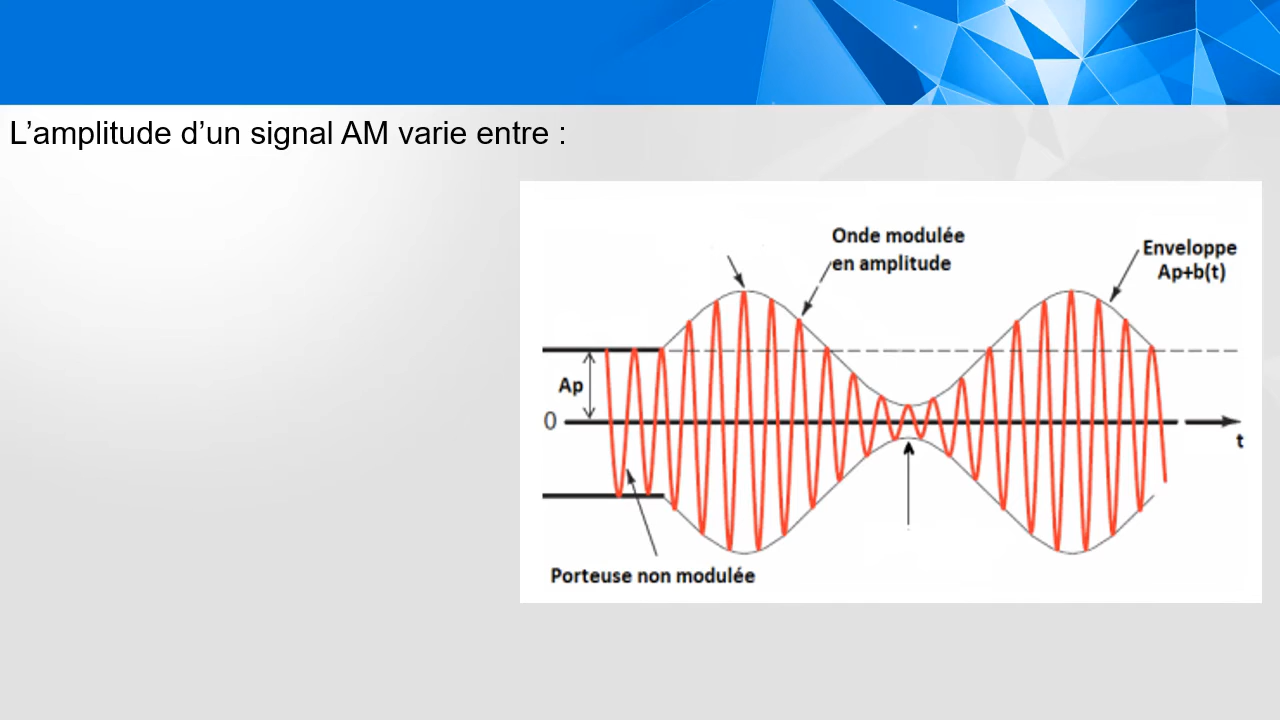 L’amplitude d’un signal AM varie entre :
Onde modulée
en amplitude
Enveloppe
Ap+b(t)
Ap
0
t
Porteuse non modulée